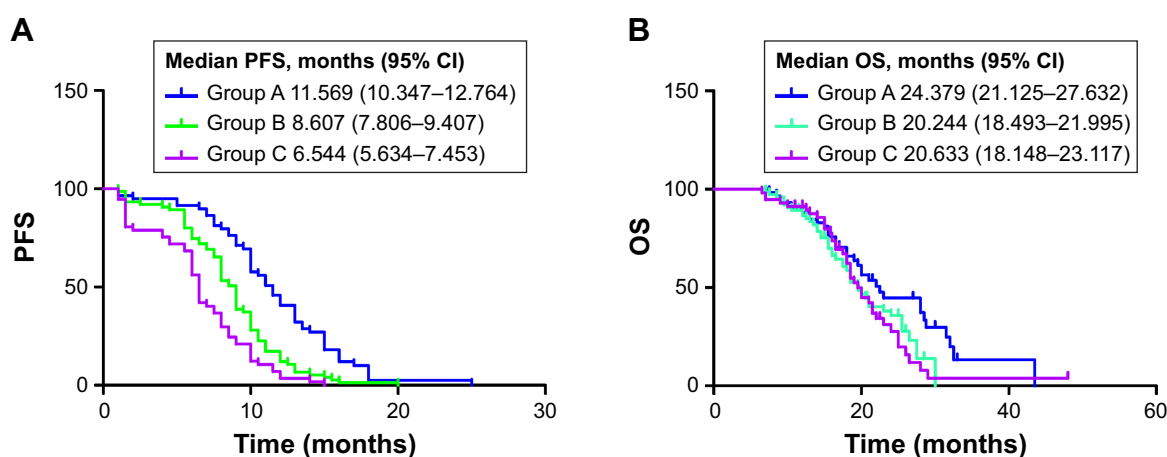 A
Median PFS, months (95% CI)
Group A 11.569 (10.347–12.764)
Group B 8.607 (7.806–9.407)
Group C 6.544 (5.634–7.453)
150
100
50
0
PFS
0 10 20 30
Time (months)
B
Median OS, months (95% CI)
Group A 24.379 (21.125–27.632)
Group B 20.244 (18.493–21.995)
Group C 20.633 (18.148–23.117)
150
100
50
0
OS
0 20 40 60
Time (months)